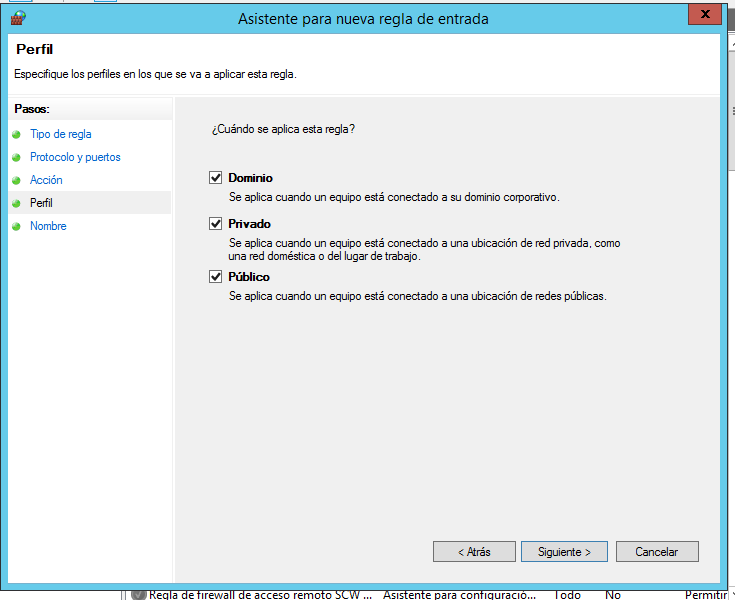 Asistente para nueva regla de entrada
x
Perfil
Especifique los perfiles en los que se va a aplicar esta regla.
Pasos:
Tipo de regla
Protocolo y puertos
Acción
Perfil
Nombre
¿Cuándo se aplica esta regla?
Dominio
Se aplica cuando un equipo está conectado a su dominio corporativo.
Privado
Se aplica cuando un equipo está conectado a una ubicación de red privada, como
una red doméstica o del lugar de trabajo.
Público
Se aplica cuando un equipo está conectado a una ubicación de redes públicas.
< Atrás
Siguiente >
Cancelar
Regla de firewall de acceso remoto SCW ... Asistente para configuració... Todo No Permitir